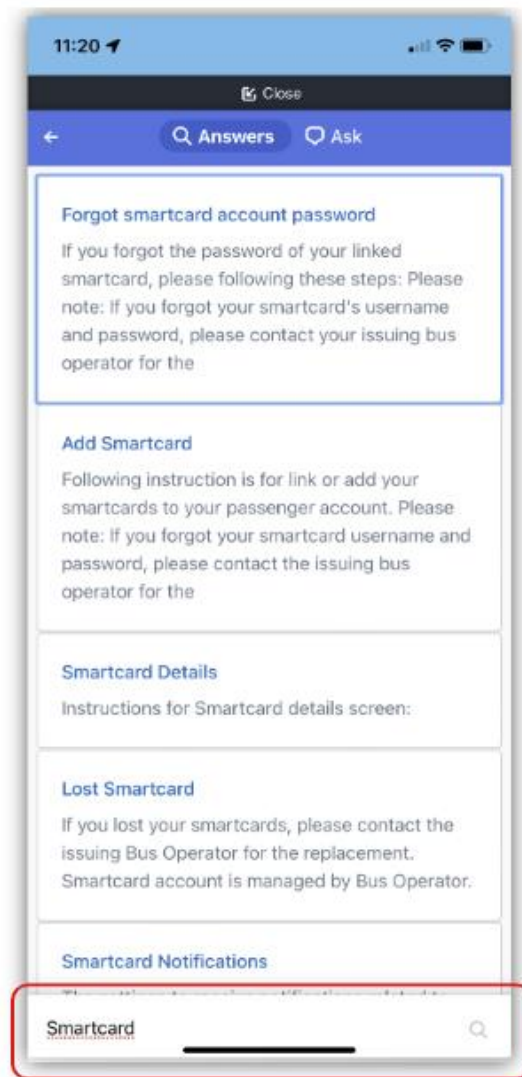 11:20
Close
Answers Ask
Forgot smartcard account password
If you forgot the password of your linked
smartcard, please following these steps: Please
note: If you forgot your smartcard's username
and password, please contact your issuing bus
operator for the
Add Smartcard
Following instruction is for link or add your
smartcards to your passenger account. Please
note: If you forgot your smartcard username and
password, please contact the issuing bus
operator for the
Smartcard Details
Instructions for Smartcard details screen:
Lost Smartcard
If you lost your smartcards, please contact the
issuing Bus Operator for the replacement.
Smartcard account is managed by Bus Operator.
Smartcard Notifications
Smartcard